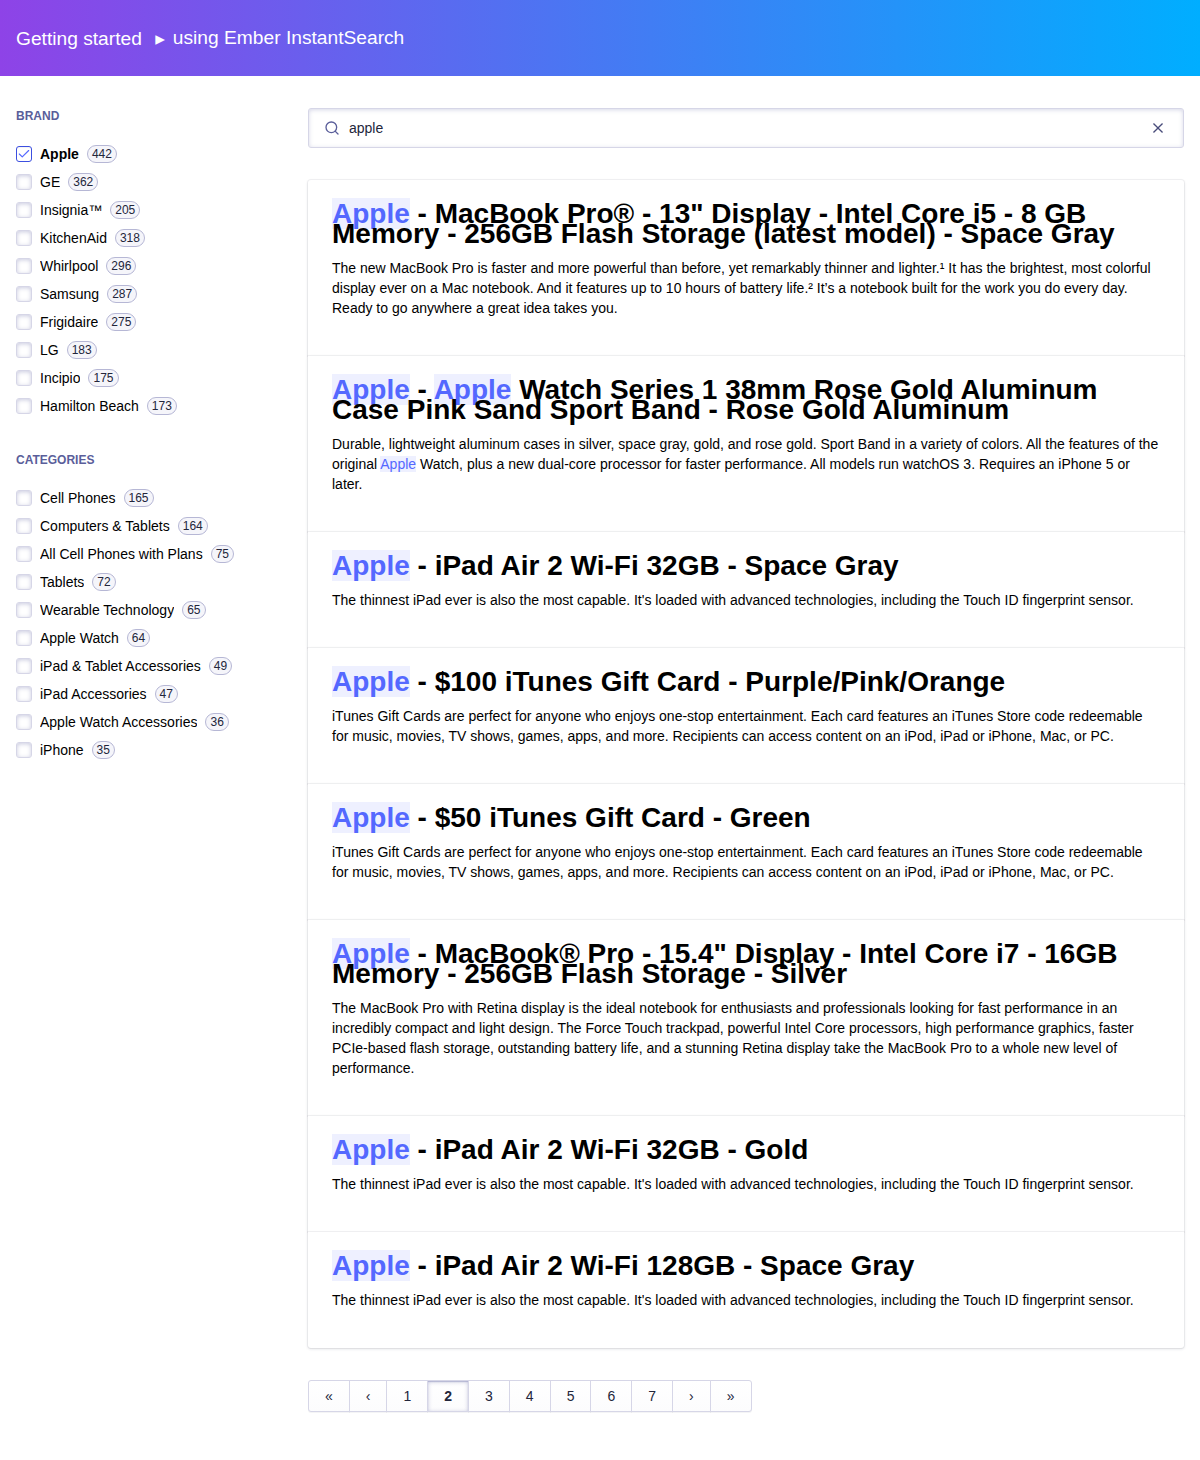 Getting started ▸ using Ember InstantSearch
BRAND
Apple 442
GE 362
Insignia™ 205
KitchenAid 318
Whirlpool 296
Samsung 287
Frigidaire 275
LG 183
Incipio 175
Hamilton Beach 173
CATEGORIES
Cell Phones 165
Computers & Tablets 164
All Cell Phones with Plans 75
Tablets 72
Wearable Technology 65
Apple Watch 64
iPad & Tablet Accessories 49
iPad Accessories 47
Apple Watch Accessories 36
iPhone 35
apple
Apple - MacBook Pro® - 13" Display - Intel Core i5 - 8 GB
Memory - 256GB Flash Storage (latest model) - Space Gray
The new MacBook Pro is faster and more powerful than before, yet remarkably thinner and lighter.¹ It has the brightest, most colorful
display ever on a Mac notebook. And it features up to 10 hours of battery life.² It's a notebook built for the work you do every day.
Ready to go anywhere a great idea takes you.
Apple - Apple Watch Series 1 38mm Rose Gold Aluminum
Case Pink Sand Sport Band - Rose Gold Aluminum
Durable, lightweight aluminum cases in silver, space gray, gold, and rose gold. Sport Band in a variety of colors. All the features of the
original Apple Watch, plus a new dual-core processor for faster performance. All models run watchOS 3. Requires an iPhone 5 or
later.
Apple - iPad Air 2 Wi-Fi 32GB - Space Gray
The thinnest iPad ever is also the most capable. It's loaded with advanced technologies, including the Touch ID fingerprint sensor.
Apple - $100 iTunes Gift Card - Purple/Pink/Orange
iTunes Gift Cards are perfect for anyone who enjoys one-stop entertainment. Each card features an iTunes Store code redeemable
for music, movies, TV shows, games, apps, and more. Recipients can access content on an iPod, iPad or iPhone, Mac, or PC.
Apple - $50 iTunes Gift Card - Green
iTunes Gift Cards are perfect for anyone who enjoys one-stop entertainment. Each card features an iTunes Store code redeemable
for music, movies, TV shows, games, apps, and more. Recipients can access content on an iPod, iPad or iPhone, Mac, or PC.
Apple - MacBook® Pro - 15.4" Display - Intel Core i7 - 16GB
Memory - 256GB Flash Storage - Silver
The MacBook Pro with Retina display is the ideal notebook for enthusiasts and professionals looking for fast performance in an
incredibly compact and light design. The Force Touch trackpad, powerful Intel Core processors, high performance graphics, faster
PCIe-based flash storage, outstanding battery life, and a stunning Retina display take the MacBook Pro to a whole new level of
performance.
Apple - iPad Air 2 Wi-Fi 32GB - Gold
The thinnest iPad ever is also the most capable. It's loaded with advanced technologies, including the Touch ID fingerprint sensor.
Apple - iPad Air 2 Wi-Fi 128GB - Space Gray
The thinnest iPad ever is also the most capable. It's loaded with advanced technologies, including the Touch ID fingerprint sensor.
« ‹ 1 2 3 4 5 6 7 › »